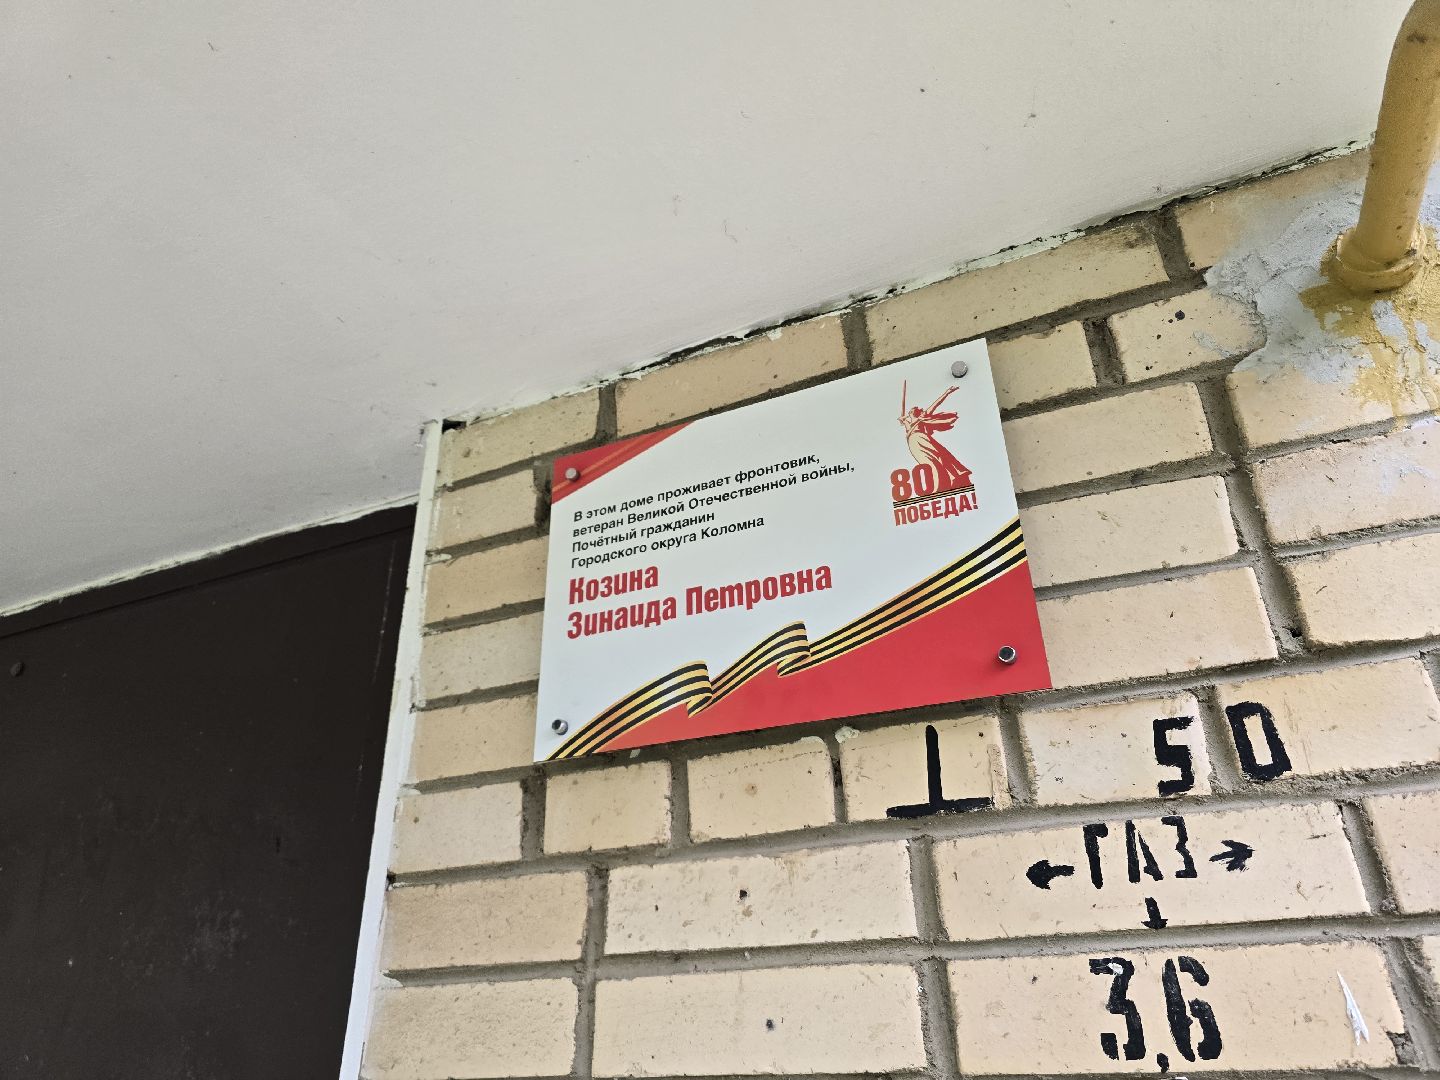 В этом доме проживает фронтовик,
ветеран Великой Отечественной войны,
Почётный гражданин
Городского округа Коломна
Козина
Зинаида Петровна
80
ПОБЕДА!
⊥ 50
←ГАЗ→
↓
3,6